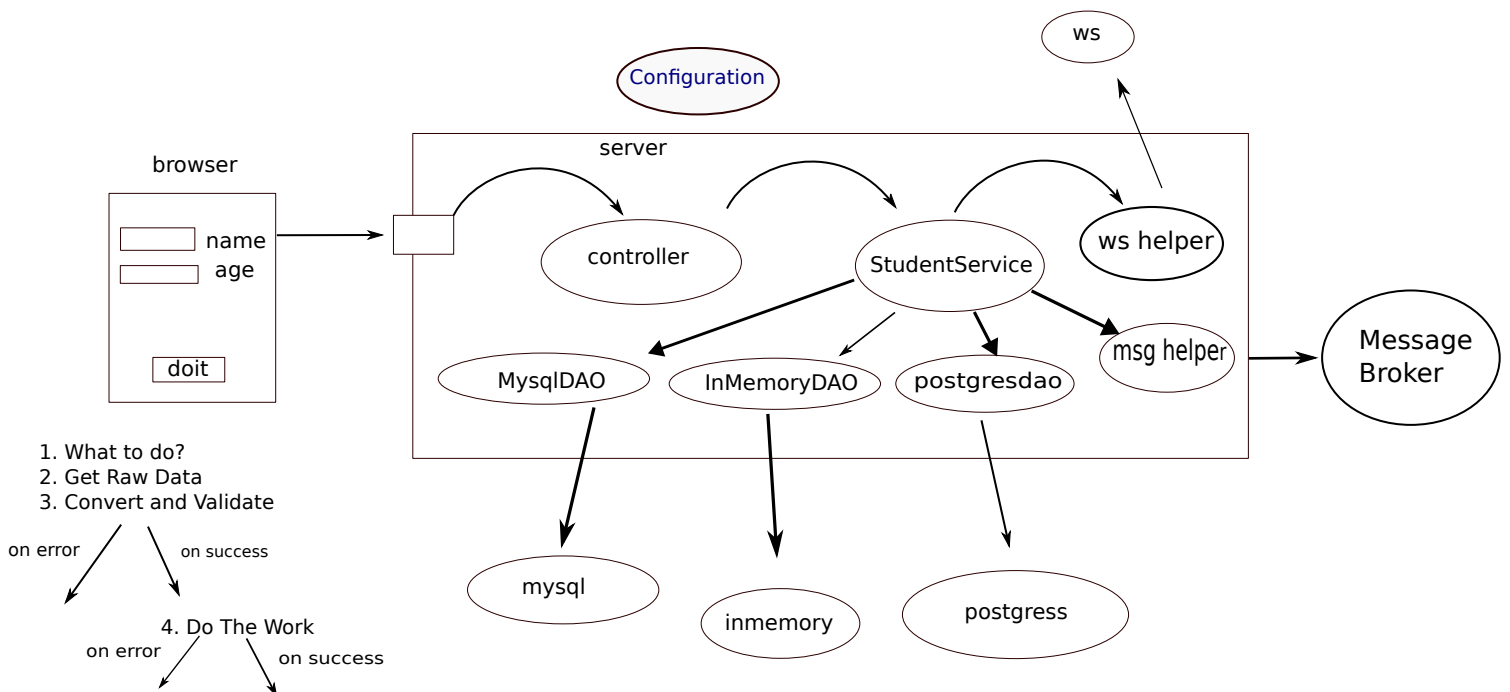 ws
Configuration
server
browser
name
age
doit
controller
StudentService
ws helper
msg helper
Message
Broker
MysqlDAO
InMemoryDAO
postgresdao
1. What to do?
2. Get Raw Data
3. Convert and Validate
on error
on success
mysql
inmemory
postgress
4. Do The Work
on error
on success